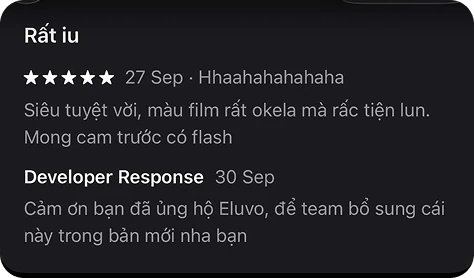 Rất iu
★★★★★ 27 Sep · Hhaahahahahaha
Siêu tuyệt vời, màu film rất okela mà rấc tiện lun.
Mong cam trước có flash
Developer Response 30 Sep
Cảm ơn bạn đã ủng hộ Eluvo, để team bổ sung cái
này trong bản mới nha bạn